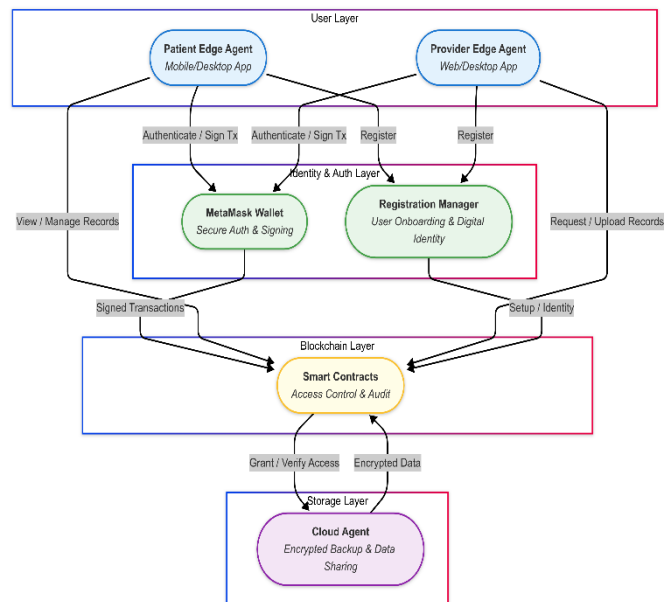 User Layer
Patient Edge Agent
Mobile/Desktop App
Provider Edge Agent
Web/Desktop App
Authenticate / Sign Tx
Authenticate / Sign Tx
Register
Register
Identity & Auth Layer
MetaMask Wallet
Secure Auth & Signing
Registration Manager
User Onboarding & Digital
Identity
View / Manage Records
Request / Upload Records
Signed Transactions
Setup / Identity
Blockchain Layer
Smart Contracts
Access Control & Audit
Grant / Verify Access
Encrypted Data
Storage Layer
Cloud Agent
Encrypted Backup & Data
Sharing